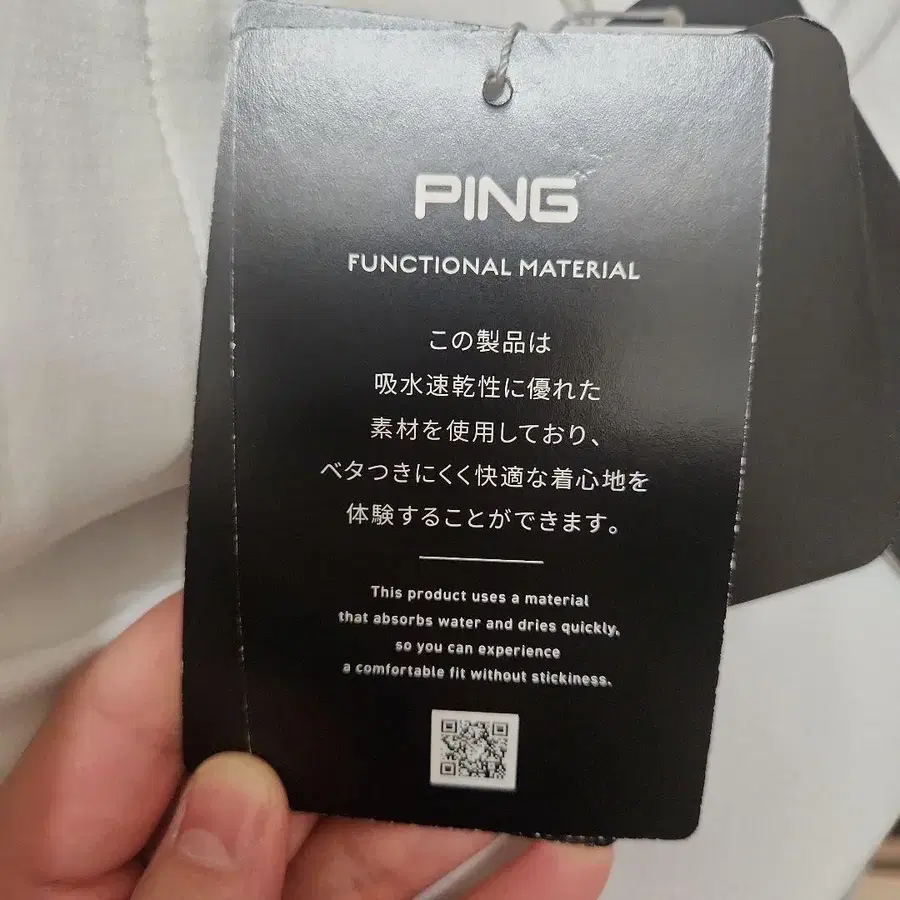 PING
FUNCTIONAL MATERIAL
この製品は
吸水速乾性に優れた
素材を使用しており、
ベタつきにくく快適な着心地を
体験することができます。
This product uses a material
that absorbs water and dries quickly,
so you can experience
a comfortable fit without stickiness.